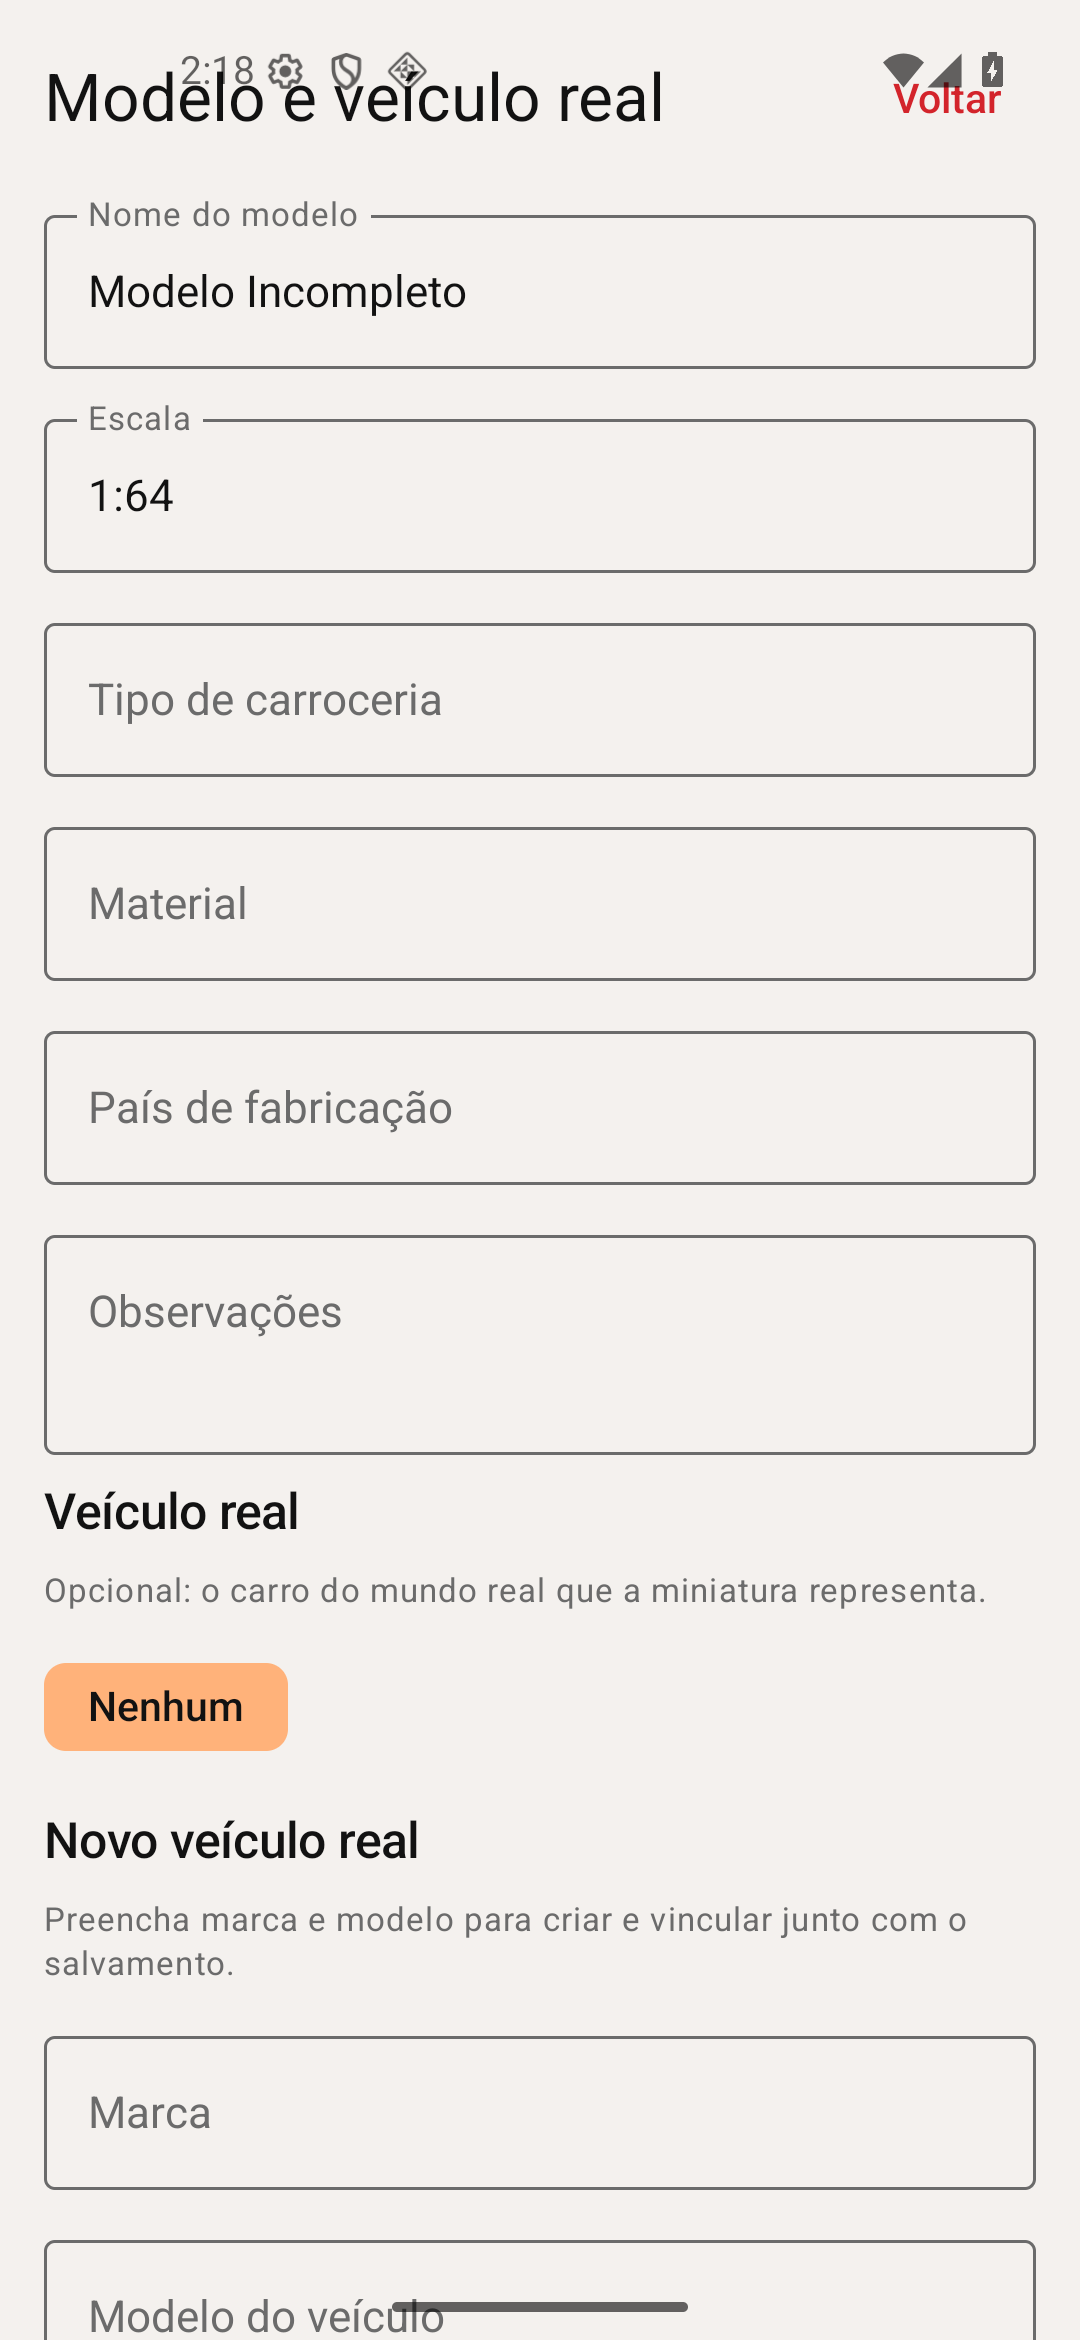 2:18
Modelo e veículo real
Voltar
Nome do modelo
Modelo Incompleto
Escala
1:64
Tipo de carroceria
Material
País de fabricação
Observações
Veículo real
Opcional: o carro do mundo real que a miniatura representa.
Nenhum
Novo veículo real
Preencha marca e modelo para criar e vincular junto com o
salvamento.
Marca
Modelo do veículo